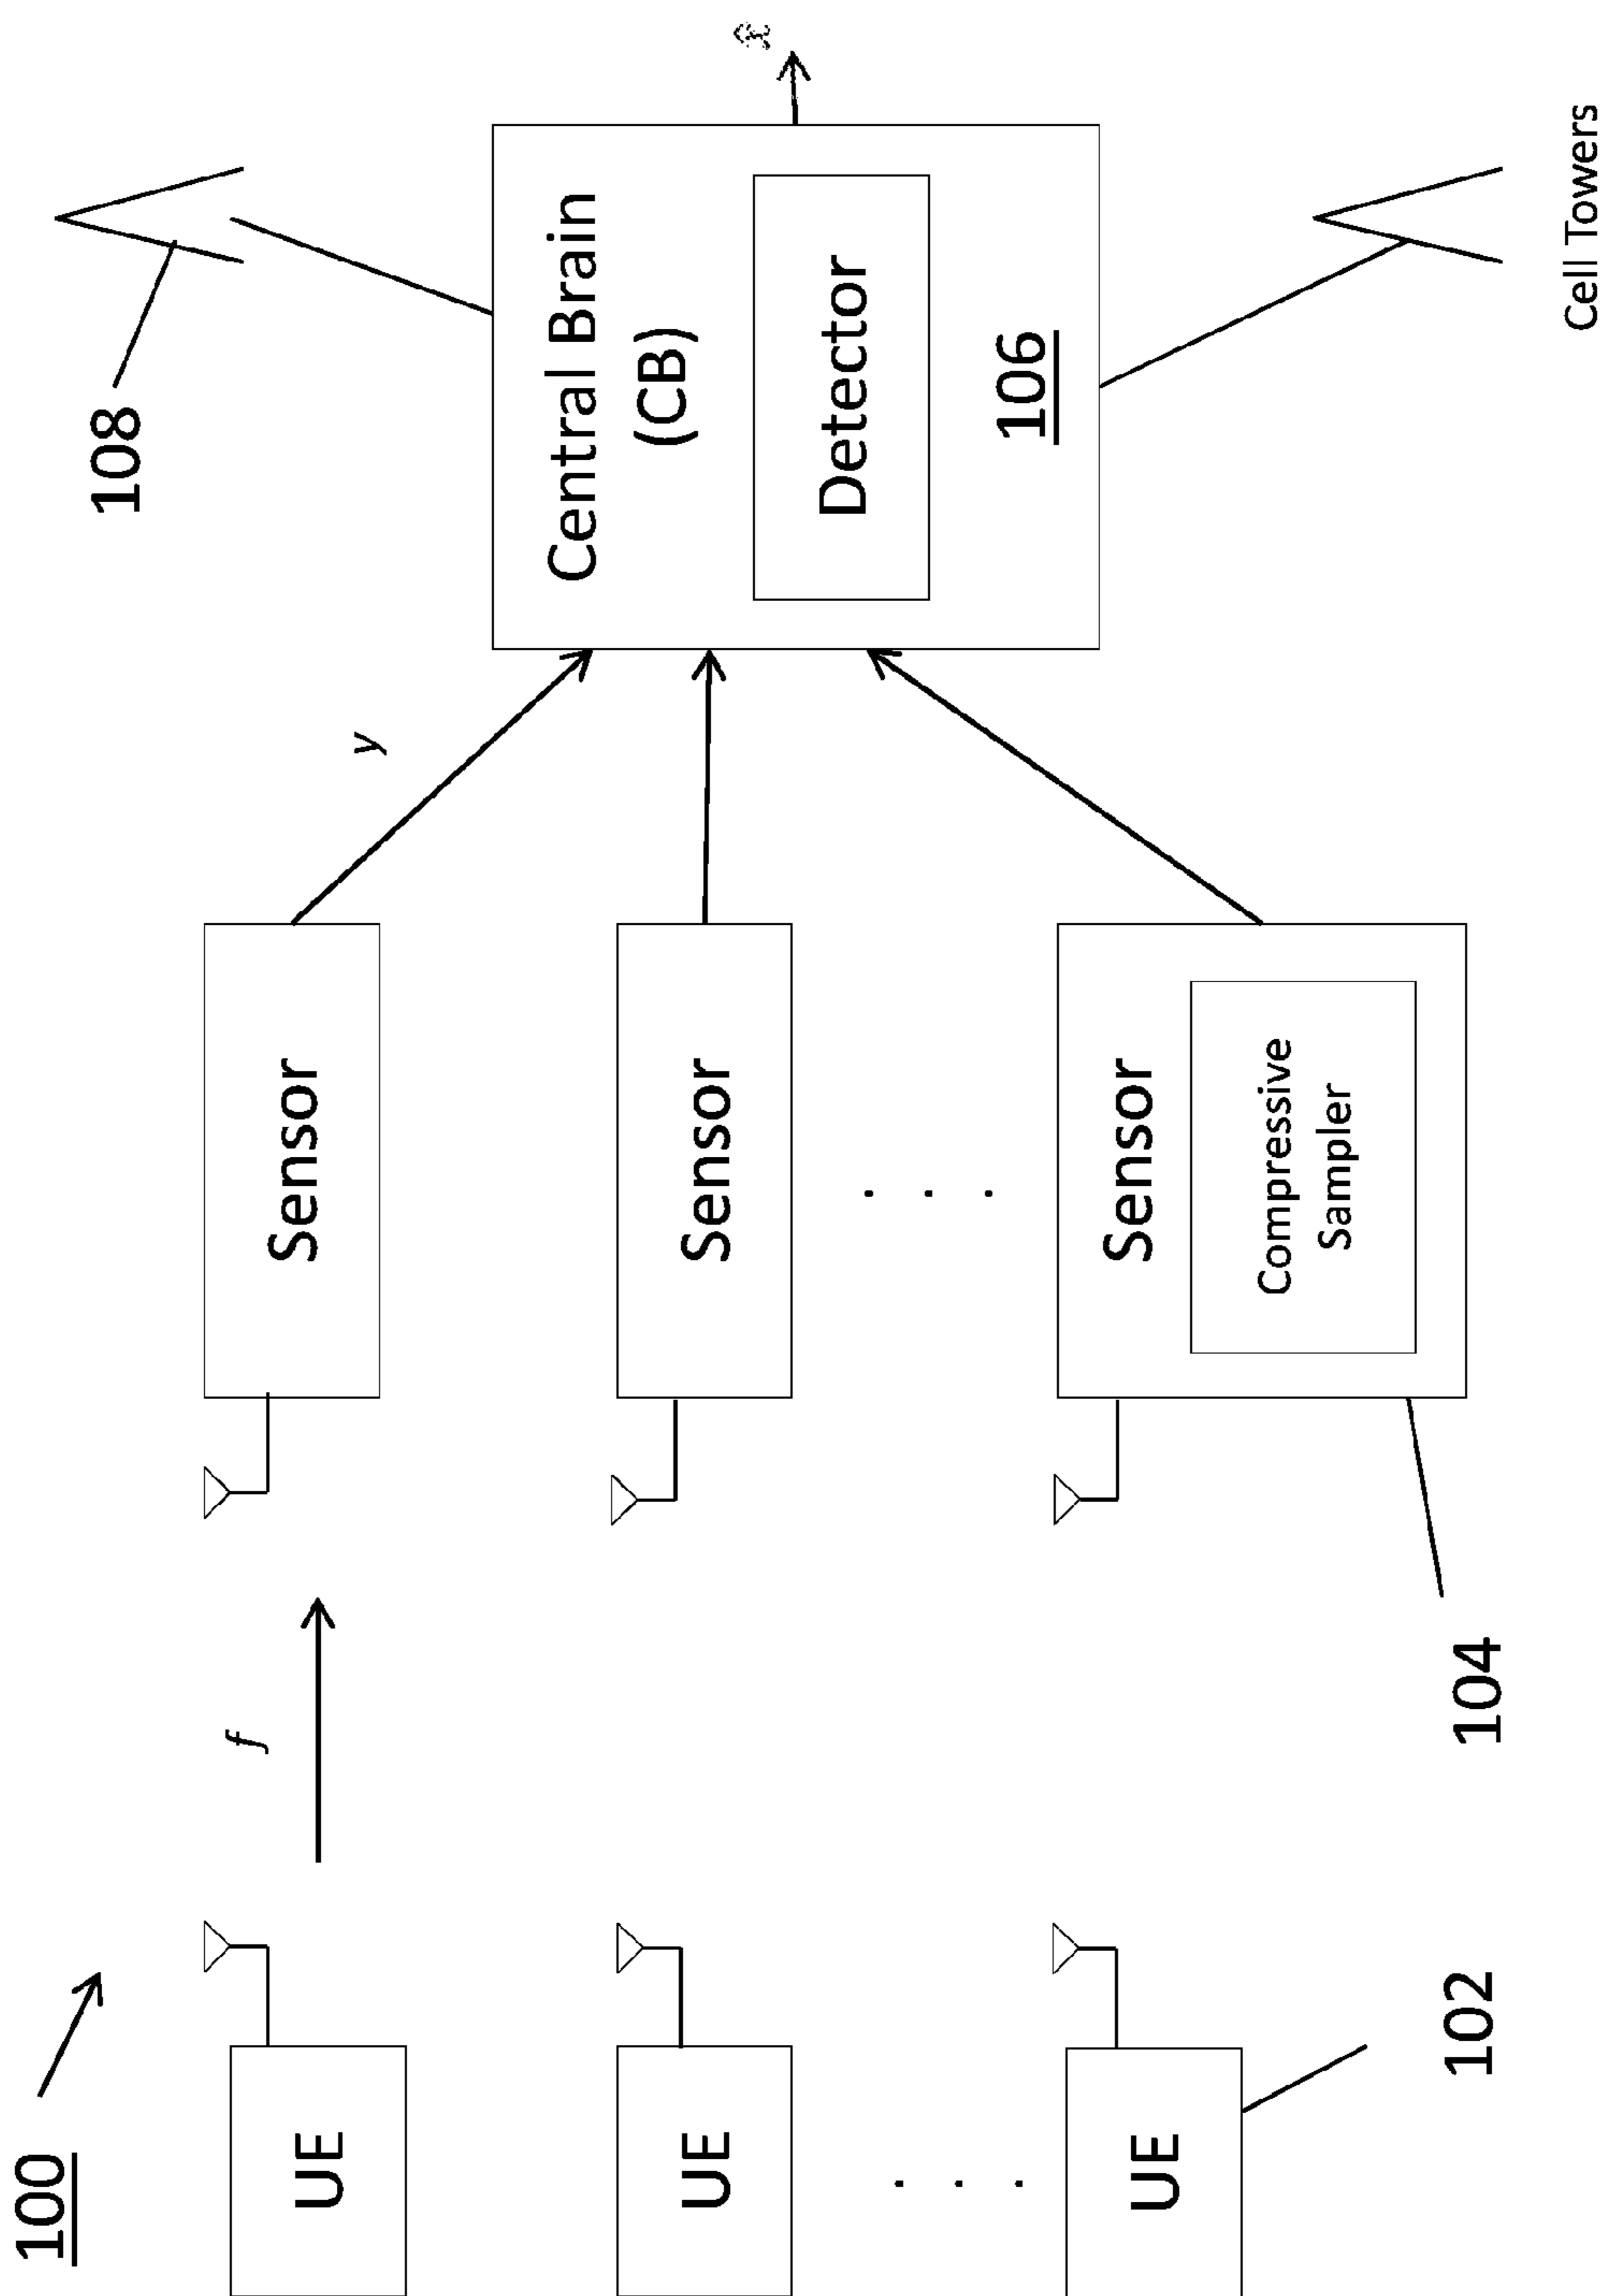 100
108
f
y
UE
Sensor
Central Brain
(CB)
UE
Sensor
Detector
. . .
. . .
106
UE
Sensor
Compressive
Sampler
102
104
Cell Towers